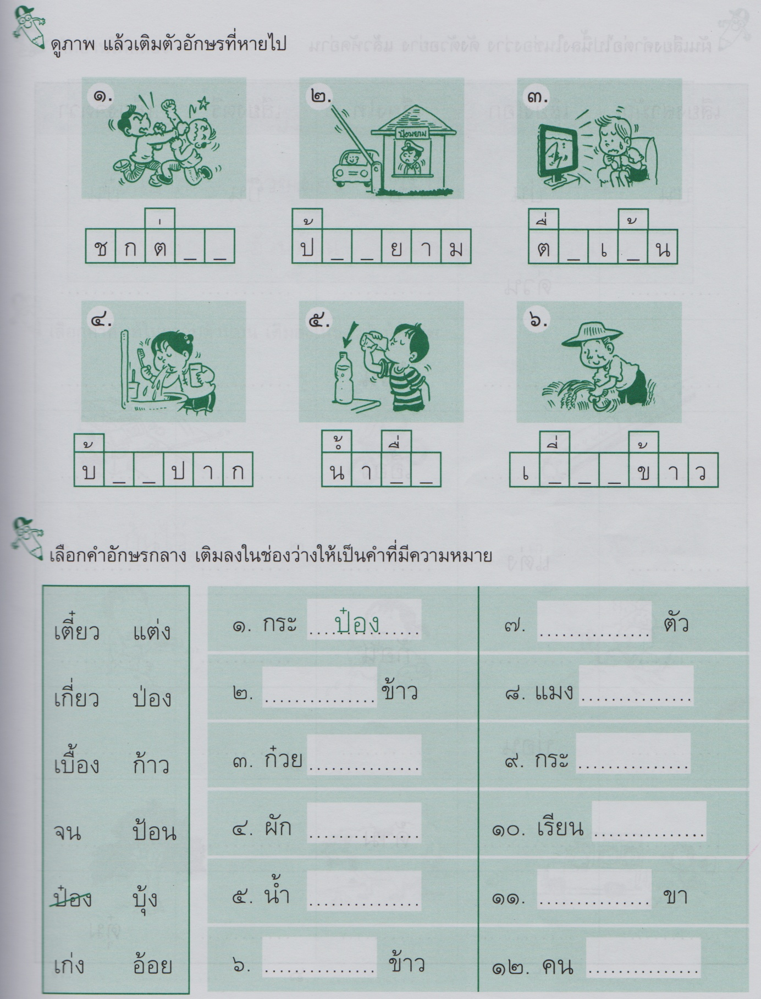 ดูภาพ แล้วเติมตัวอักษรที่หายไป
๑. ๒. ๓.
ป้อมยาม
ช ก ต่ _ _
ป้ _ _ ย า ม
ตื่ _ เ _้ น
๔. ๕. ๖.
บ้ _ _ ป า ก
น้ำ _ื่ _
เ _ี่ _ _ ข้ า ว
เลือกคำอักษรกลาง เติมลงในช่องว่างให้เป็นคำที่มีความหมาย
เตี๋ยว แต่ง
เกี่ยว ป่อง
เบื้อง ก้าว
จน ป้อน
ป๋อง บุ้ง
เก่ง อ้อย
๑. กระ ป๋อง
๒. ............... ข้าว
๓. ก๋วย ...............
๔. ผัก ...............
๕. น้ำ ...............
๖. ............... ข้าว
๗. ............... ตัว
๘. แมง ...............
๙. กระ ...............
๑๐. เรียน ...............
๑๑. ............... ขา
๑๒. คน ...............